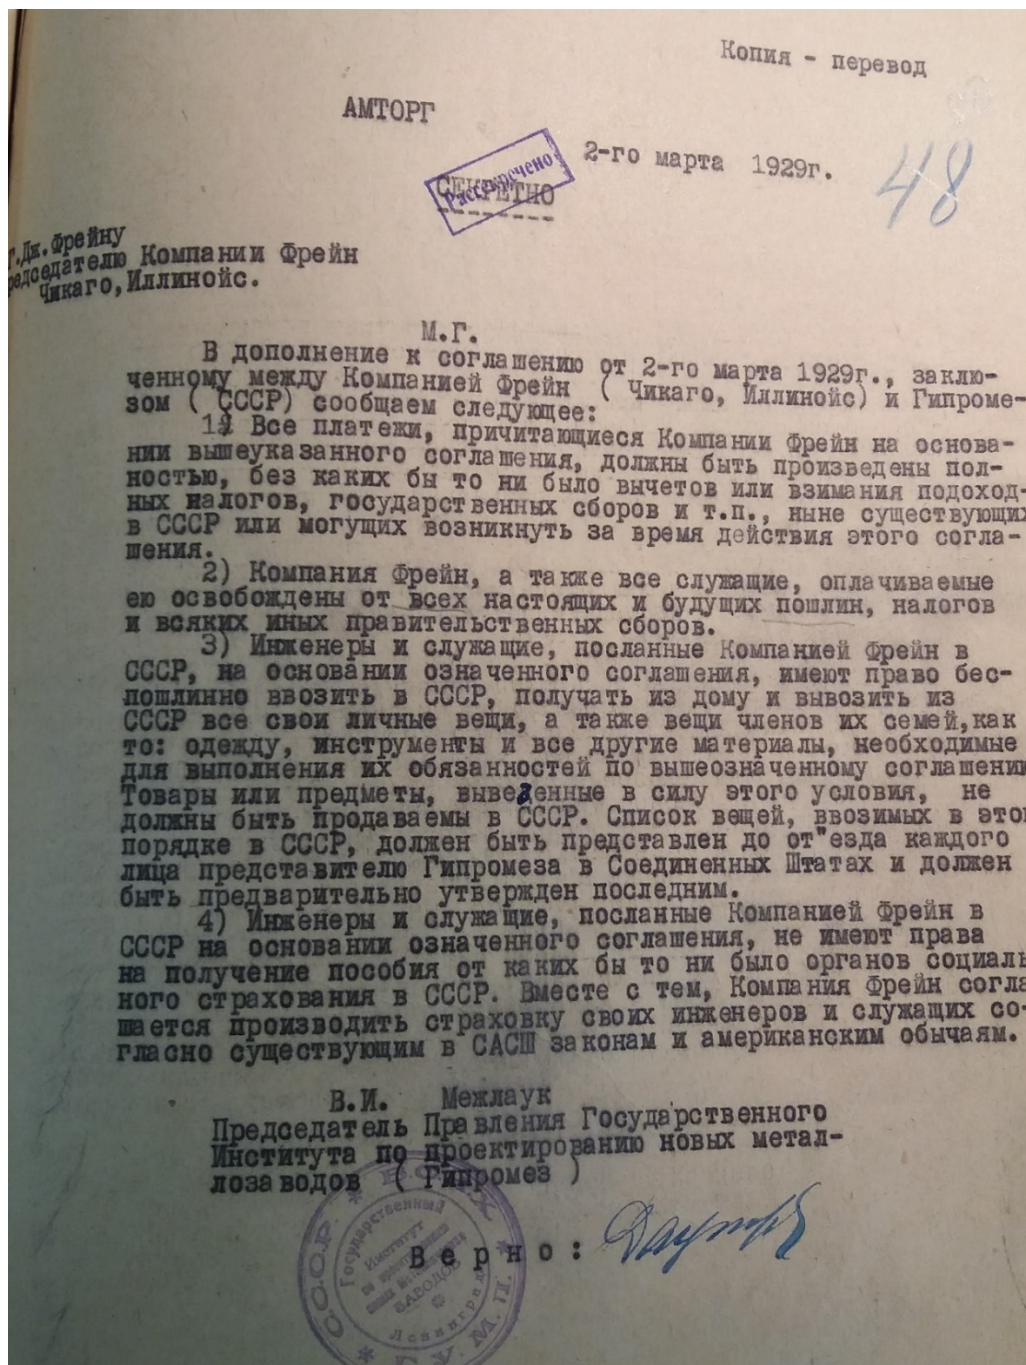 Копия - перевод
АМТОРГ
2-го марта 1929г.
48
Рассекречено
СЕКРЕТНО
г.Дж.Фрейну
редседателю Компании Фрейн
Чикаго,Иллинойс.
М.Г.
В дополнение к соглашению от 2-го марта 1929г., заклю-
ченному между Компанией Фрейн ( Чикаго, Иллинойс) и Гипроме-
зом ( СССР) сообщаем следующее:
1) Все платежи, причитающиеся Компании Фрейн на основа-
нии вышеуказанного соглашения, должны быть произведены пол-
ностью, без каких бы то ни было вычетов или взимания подоход-
ных налогов, государственных сборов и т.п., ныне существующих
в СССР или могущих возникнуть за время действия этого согла-
шения.
2) Компания Фрейн, а также все служащие, оплачиваемые
ею освобождены от всех настоящих и будущих пошлин, налогов
и всяких иных правительственных сборов.
3) Инженеры и служащие, посланные Компанией Фрейн в
СССР, на основании означенного соглашения, имеют право бес-
пошлинно ввозить в СССР, получать из дому и вывозить из
СССР все свои личные вещи, а также вещи членов их семей,как
то: одежду, инструменты и все другие материалы, необходимые
для выполнения их обязанностей по вышеозначенному соглашению
Товары или предметы, вывезенные в силу этого условия, не
должны быть продаваемы в СССР. Список вещей, ввозимых в этом
порядке в СССР, должен быть представлен до от"езда каждого
лица представителю Гипромеза в Соединенных Штатах и должен
быть предварительно утвержден последним.
4) Инженеры и служащие, посланные Компанией Фрейн в
СССР на основании означенного соглашения, не имеют права
на получение пособия от каких бы то ни было органов социаль
ного страхования в СССР. Вместе с тем, Компания Фрейн согла
шается производить страховку своих инженеров и служащих со-
гласно существующим в САСШ законам и американским обычаям.
В.И. Межлаук
Председатель Правления Государственного
Института по проектированию новых метал-
лозаводов ( Гипромез )
Верно:
С.С.С.Р. * В.С.Н.Х. *
Государственный
Институт
по проектированию
новых
ЗАВОДОВ
Ленинград